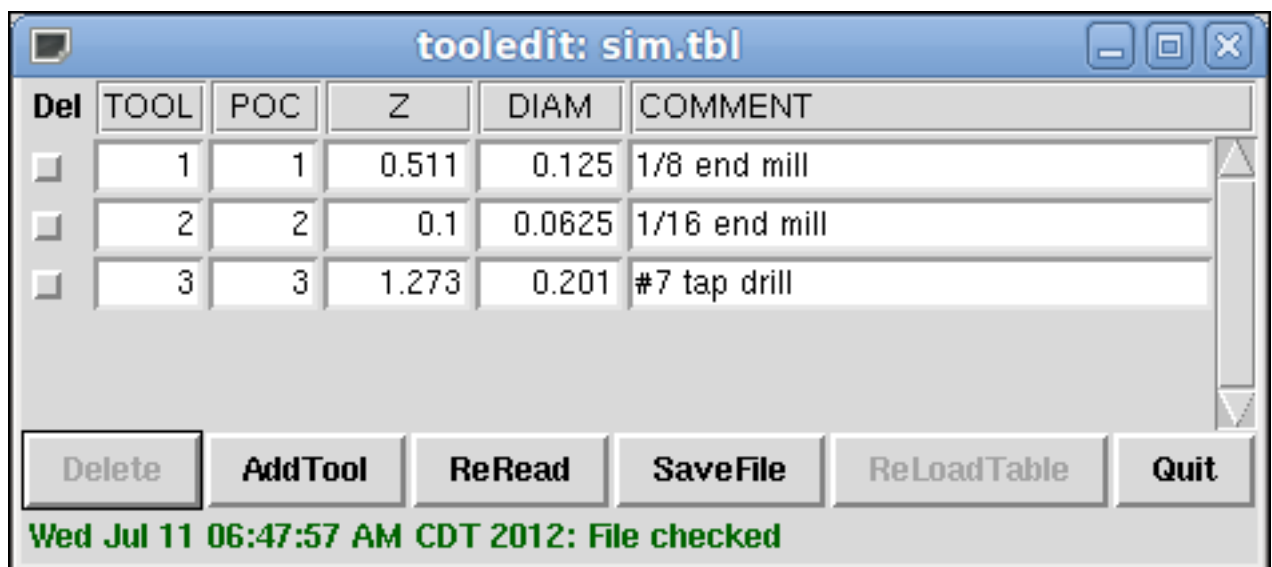 tooledit: sim.tbl
Del TOOL POC Z DIAM COMMENT
1 1 0.511 0.125 1/8 end mill
2 2 0.1 0.0625 1/16 end mill
3 3 1.273 0.201 #7 tap drill
Delete AddTool ReRead SaveFile ReLoadTable Quit
Wed Jul 11 06:47:57 AM CDT 2012: File checked